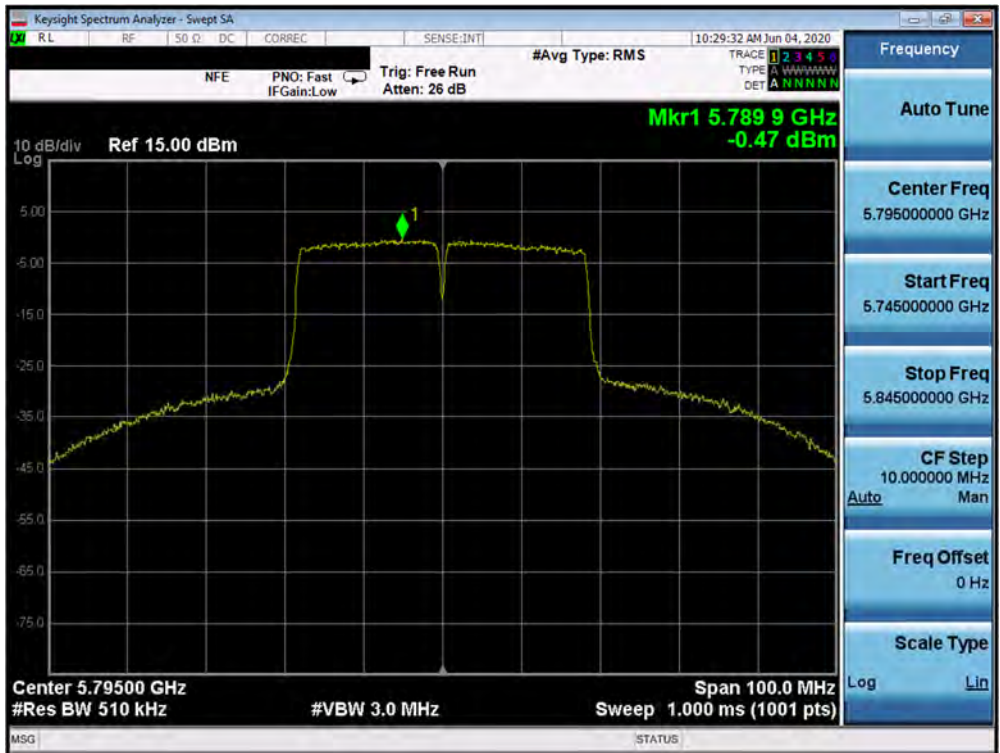 Keysight Spectrum Analyzer - Swept SA
LXI RL RF 50 Ω DC CORREC SENSE:INT 10:29:32 AM Jun 04, 2020
Frequency
#Avg Type: RMS TRACE 1 2 3 4 5 6
NFE PNO: Fast Trig: Free Run TYPE A WWWWW
IFGain:Low Atten: 26 dB DET A N N N N N
Auto Tune
Mkr1 5.789 9 GHz
10 dB/div Ref 15.00 dBm -0.47 dBm
Log
Center Freq
5.795000000 GHz
5.00
1
-5.00
Start Freq
5.745000000 GHz
-15.0
-25.0
Stop Freq
5.845000000 GHz
-35.0
-45.0
CF Step
10.000000 MHz
Auto Man
-55.0
Freq Offset
0 Hz
-65.0
-75.0
Scale Type
Log Lin
Center 5.79500 GHz Span 100.0 MHz
#Res BW 510 kHz #VBW 3.0 MHz Sweep 1.000 ms (1001 pts)
MSG STATUS